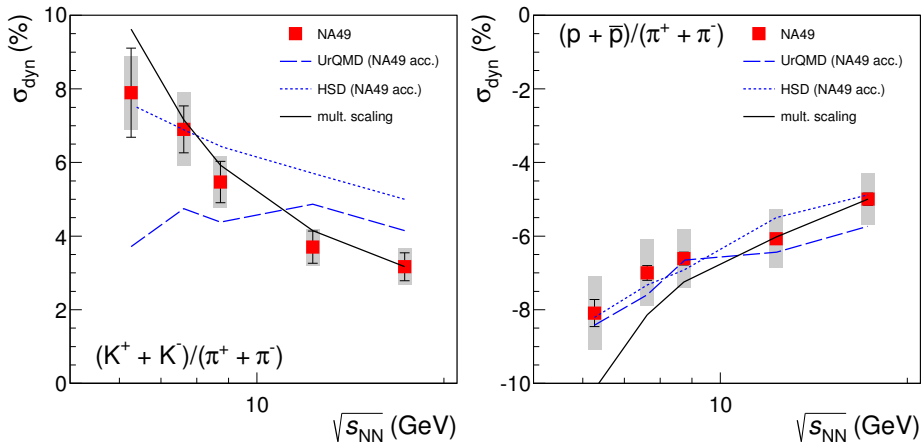 σdyn (%)
10
8
6
4
2
0
NA49
UrQMD (NA49 acc.)
HSD (NA49 acc.)
mult. scaling
(K⁺ + K⁻)/(π⁺ + π⁻)
10
√sNN (GeV)
σdyn (%)
0
-2
-4
-6
-8
-10
(p + p̅)/(π⁺ + π⁻)
NA49
UrQMD (NA49 acc.)
HSD (NA49 acc.)
mult. scaling
10
√sNN (GeV)